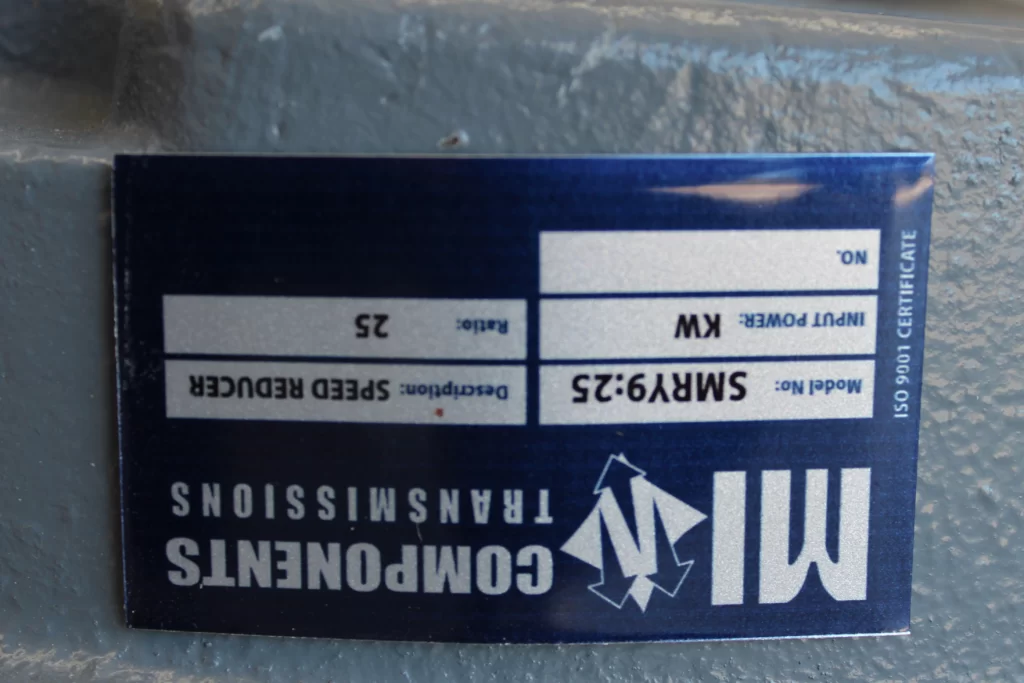 MI
COMPONENTS
TRANSMISSIONS
Model No: SMRY9:25
Description: SPEED REDUCER
INPUT POWER: KW
Ratio: 25
NO.
ISO 9001 CERTIFICATE